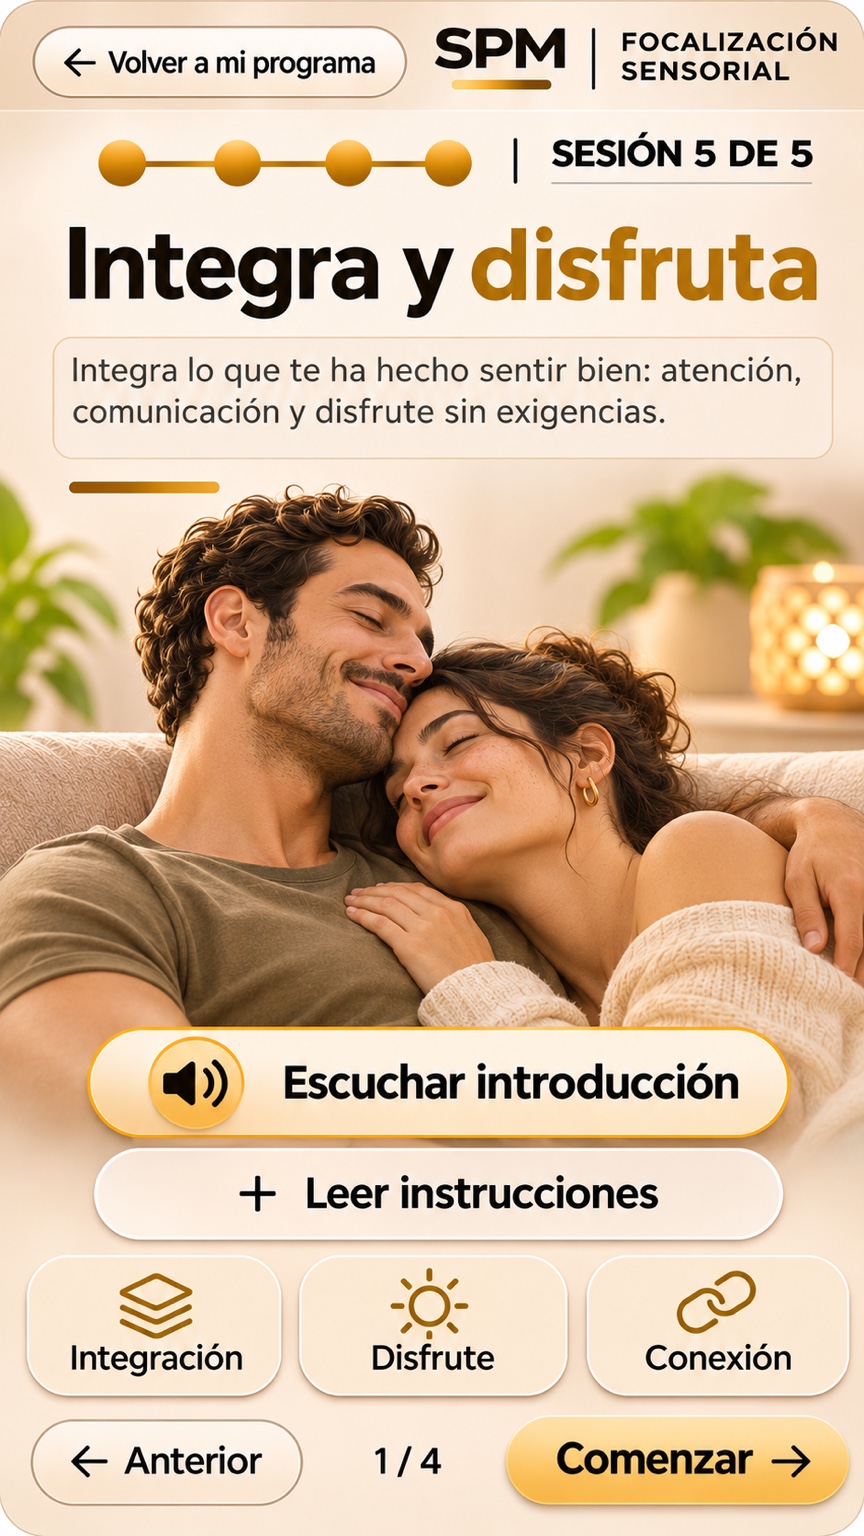 ← Volver a mi programa
SPM
FOCALIZACIÓN
SENSORIAL
SESIÓN 5 DE 5
Integra y disfruta
Integra lo que te ha hecho sentir bien: atención,
comunicación y disfrute sin exigencias.
Escuchar introducción
+ Leer instrucciones
Integración
Disfrute
Conexión
← Anterior
1 / 4
Comenzar →